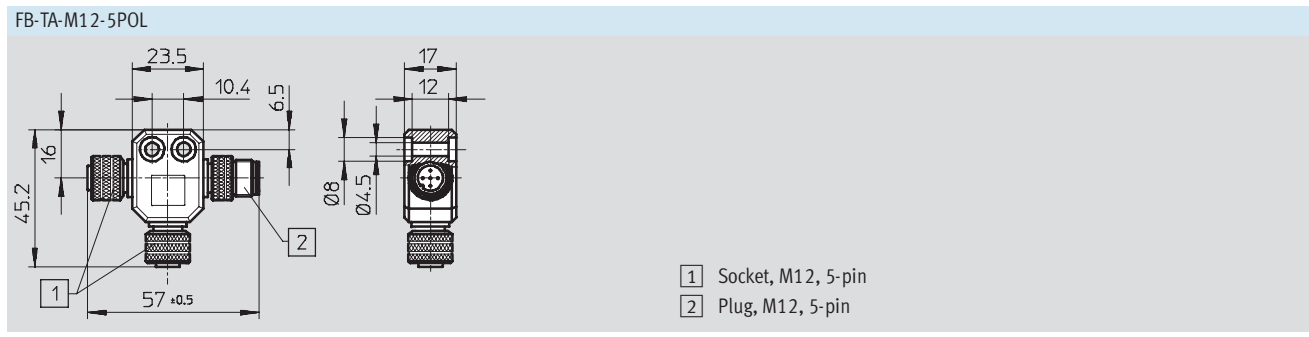 FB-TA-M12-5POL
23.5
10.4
6.5
16
45.2
1
57 ±0.5
2
17
12
Ø8
Ø4.5
1 Socket, M12, 5-pin
2 Plug, M12, 5-pin